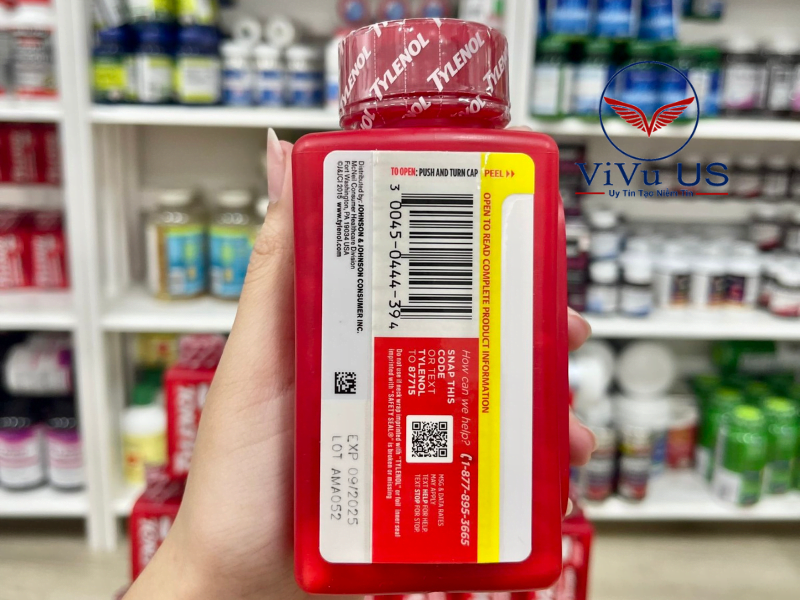 TYLENOL
TYLENOL
ViVu US
Uy Tín Tạo Niềm Tin
TO OPEN: PUSH AND TURN CAP
PEEL
OPEN TO READ COMPLETE PRODUCT INFORMATION
3 0045-0444-39 4
Distributed by: JOHNSON & JOHNSON CONSUMER INC.
McNeil Consumer Healthcare Division
Fort Washington, PA 19034 USA
©J&JCI 2016 www.tylenol.com
How can we help?
1-877-895-3665
SNAP THIS
CODE
OR TEXT
TYLENOL
TO 87715
MSG & DATA RATES
MAY APPLY.
TEXT HELP FOR HELP.
TEXT STOP FOR STOP.
Do not use if neck wrap imprinted with "TYLENOL" or foil inner seal
imprinted with "SAFETY SEAL®" is broken or missing
EXP 09/2025
LOT AMA052